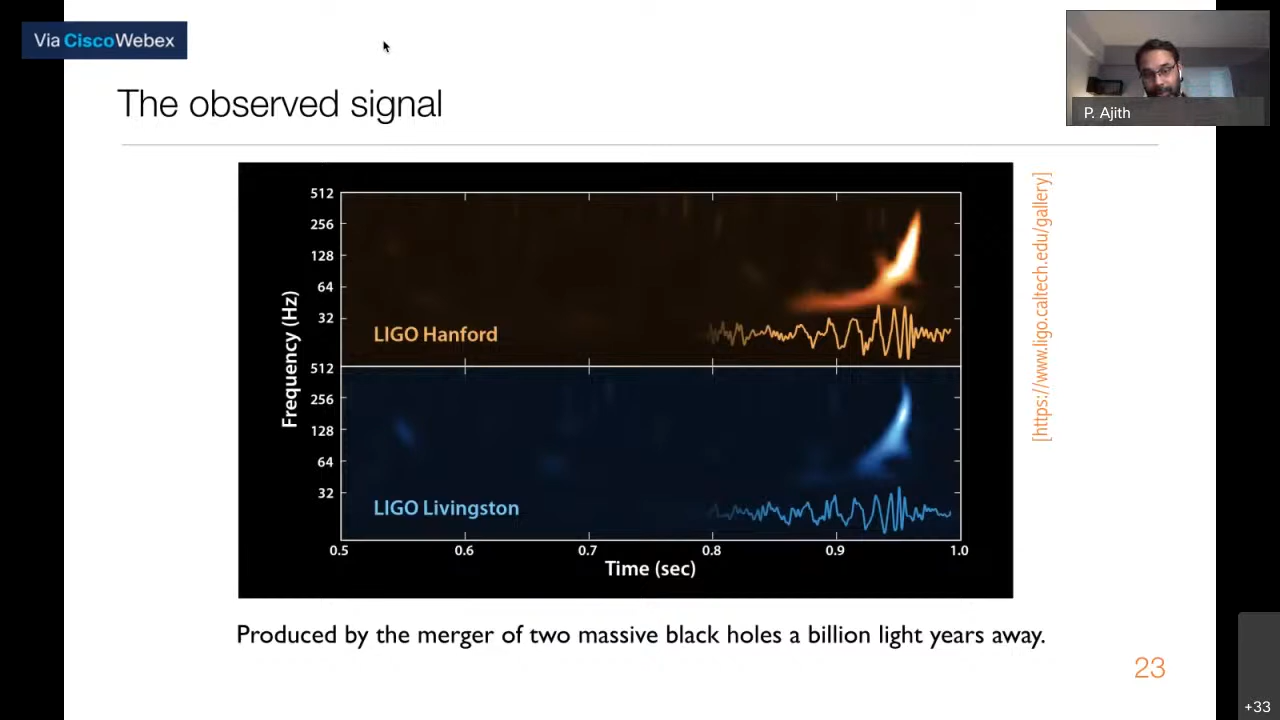 Via Cisco Webex
P. Ajith
The observed signal
512
256
128
64
32
LIGO Hanford
512
256
128
64
32
LIGO Livingston
Frequency (Hz)
0.5 0.6 0.7 0.8 0.9 1.0
Time (sec)
[https://www.ligo.caltech.edu/gallery]
Produced by the merger of two massive black holes a billion light years away.
23
+33